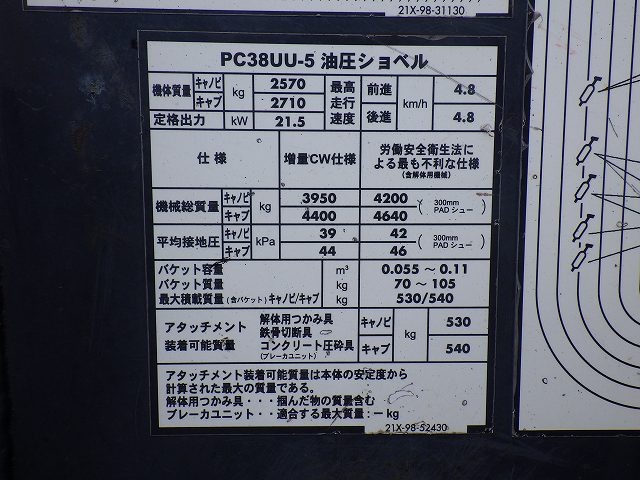 21X-98-31130
PC38UU-5 油圧ショベル
機体質量 キャノピ kg 2570 最高走行速度 前進 km/h 4.8
キャブ 2710
定格出力 kW 21.5 後進 4.8
仕様 増量CW仕様 労働安全衛生法に
よる最も不利な仕様
(含解体用機械)
機械総質量 キャノピ kg 3950 4200 (300mm PADシュー)
キャブ 4400 4640
平均接地圧 キャノピ kPa 39 42 (300mm PADシュー)
キャブ 44 46
バケット容量 m³ 0.055 ~ 0.11
バケット質量 kg 70 ~ 105
最大積載質量(含バケット)キャノピ/キャブ kg 530/540
アタッチメント 解体用つかみ具 キャノピ kg 530
鉄骨切断具
装着可能質量 コンクリート圧砕具 キャブ 540
(ブレーカユニット)
アタッチメント装着可能質量は本体の安定度から
計算された最大の質量である。
解体用つかみ具・・・掴んだ物の質量含む
ブレーカユニット・・適合する最大質量:ーkg
21X-98-52430